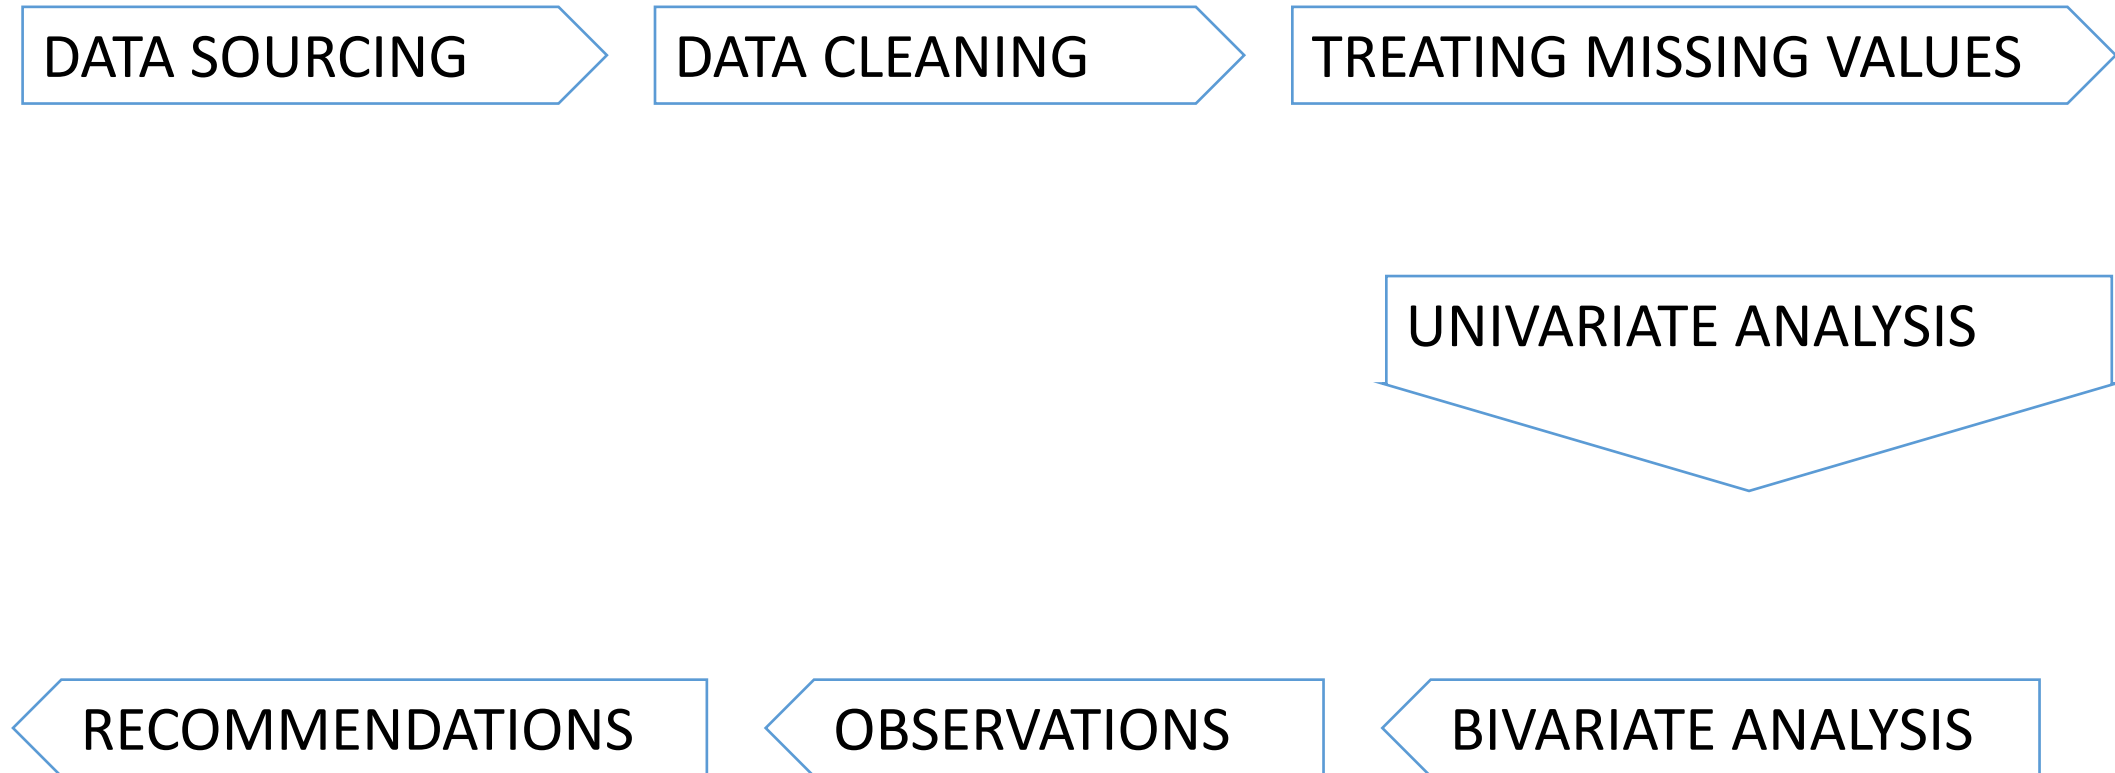 DATA SOURCING
DATA CLEANING
TREATING MISSING VALUES
UNIVARIATE ANALYSIS
BIVARIATE ANALYSIS
OBSERVATIONS
RECOMMENDATIONS